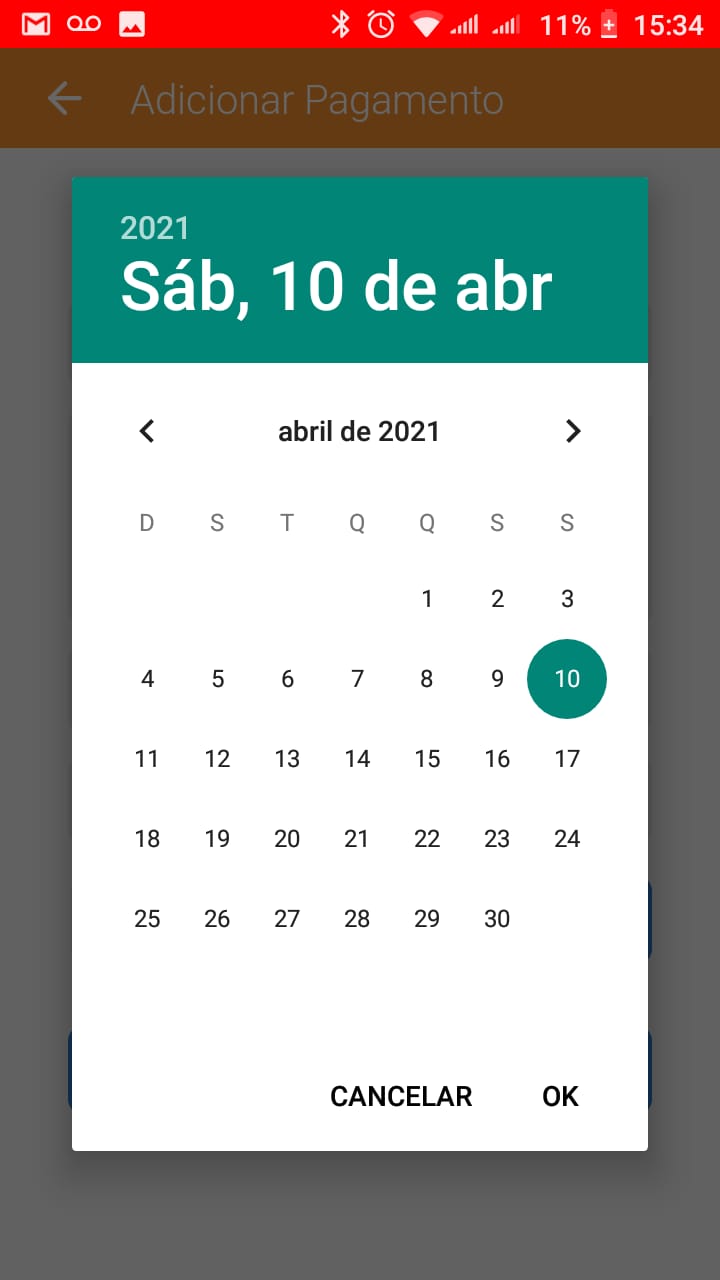 11% 15:34
Adicionar Pagamento
2021
Sáb, 10 de abr
abril de 2021
D S T Q Q S S
1 2 3
4 5 6 7 8 9 10
11 12 13 14 15 16 17
18 19 20 21 22 23 24
25 26 27 28 29 30
CANCELAR OK